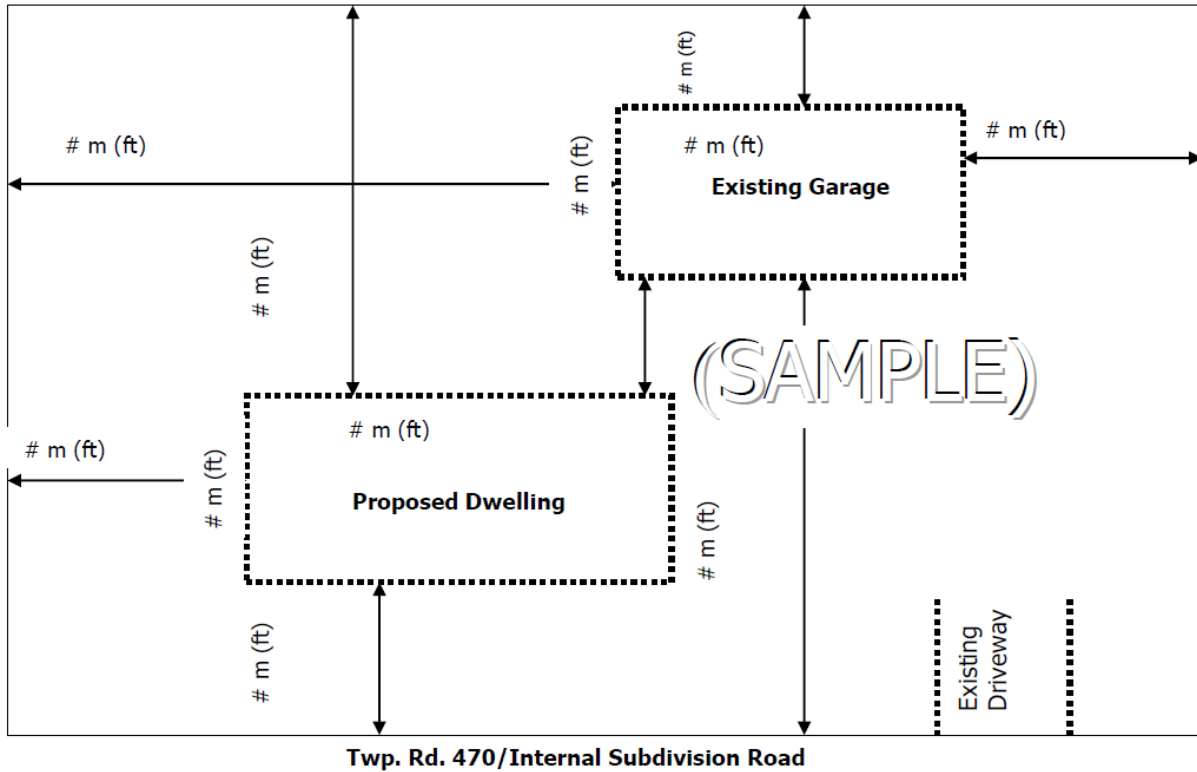 # m (ft)
# m (ft)
# m (ft)
# m (ft)
# m (ft)
Existing Garage
# m (ft)
(SAMPLE)
# m (ft)
# m (ft)
# m (ft)
Proposed Dwelling
# m (ft)
# m (ft)
Existing
Driveway
Twp. Rd. 470/Internal Subdivision Road